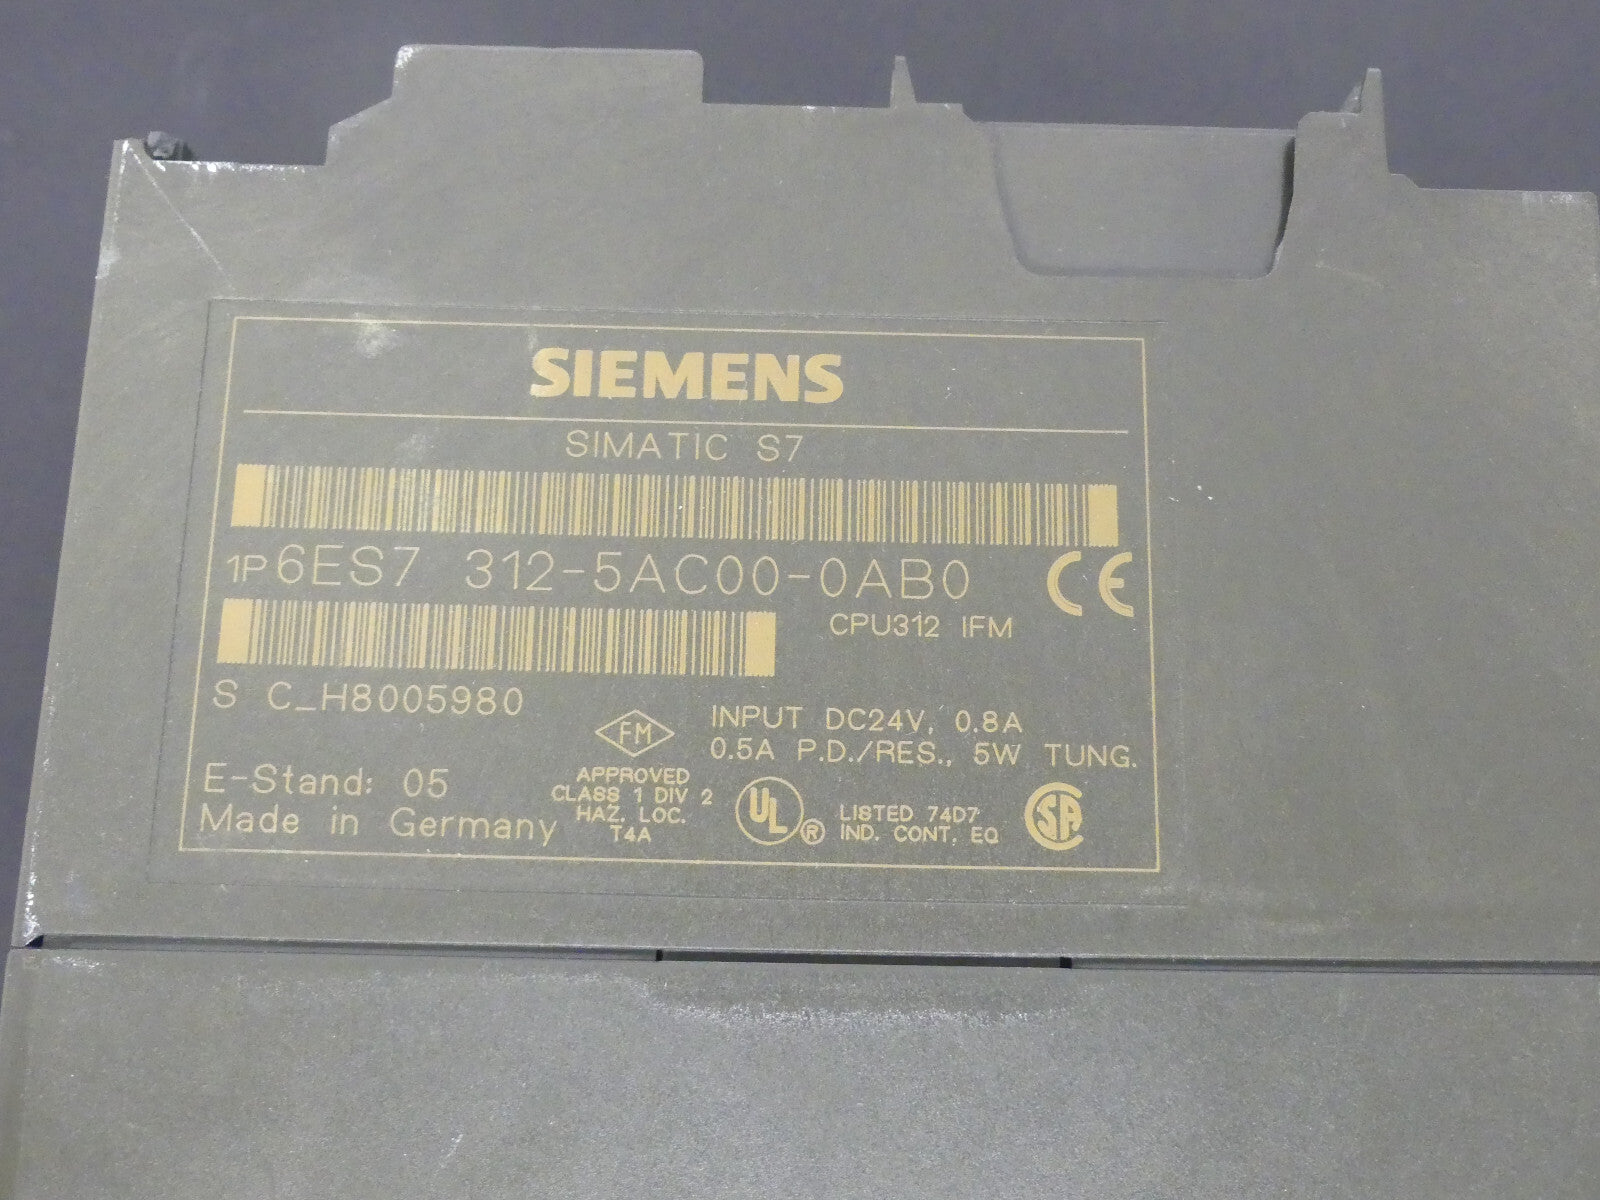 SIEMENS
SIMATIC S7
1P 6ES7 312-5AC00-0AB0
CE
CPU312 IFM
S C_H8005980
INPUT DC24V, 0.8A
0.5A P.D./RES., 5W TUNG.
E-Stand: 05
Made in Germany
FM
APPROVED
CLASS 1 DIV 2
HAZ. LOC.
T4A
UL ®
LISTED 74D7
IND. CONT. EQ
SA